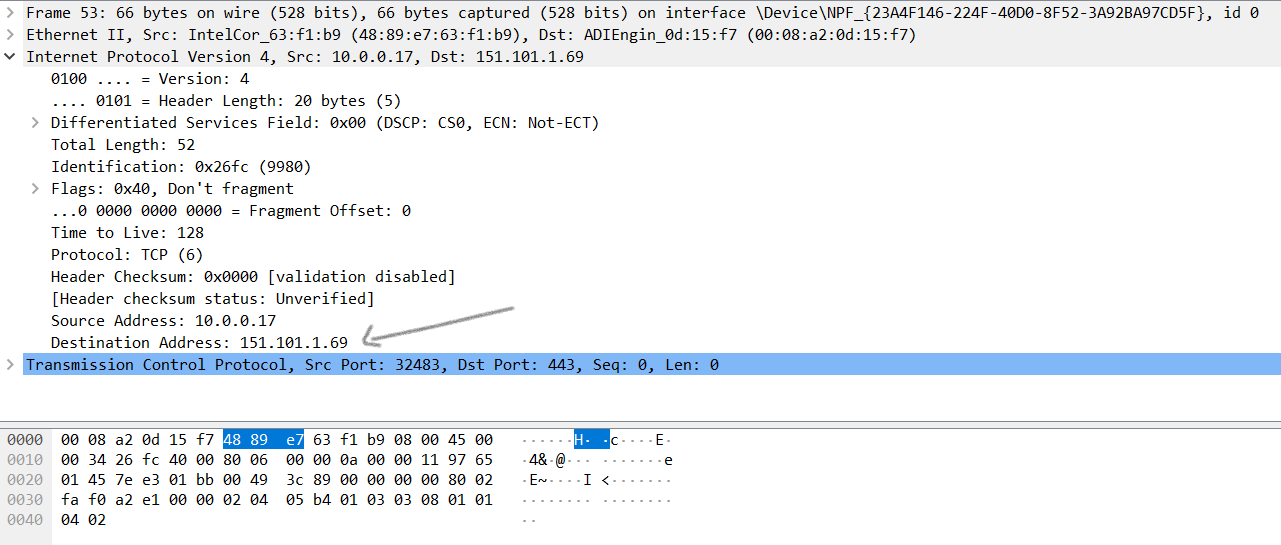 Frame 53: 66 bytes on wire (528 bits), 66 bytes captured (528 bits) on interface \Device\NPF_{23A4F146-224F-40D0-8F52-3A92BA97CD5F}, id 0
Ethernet II, Src: IntelCor_63:f1:b9 (48:89:e7:63:f1:b9), Dst: ADIEngin_0d:15:f7 (00:08:a2:0d:15:f7)
Internet Protocol Version 4, Src: 10.0.0.17, Dst: 151.101.1.69
0100 .... = Version: 4
.... 0101 = Header Length: 20 bytes (5)
Differentiated Services Field: 0x00 (DSCP: CS0, ECN: Not-ECT)
Total Length: 52
Identification: 0x26fc (9980)
Flags: 0x40, Don't fragment
...0 0000 0000 0000 = Fragment Offset: 0
Time to Live: 128
Protocol: TCP (6)
Header Checksum: 0x0000 [validation disabled]
[Header checksum status: Unverified]
Source Address: 10.0.0.17
Destination Address: 151.101.1.69
Transmission Control Protocol, Src Port: 32483, Dst Port: 443, Seq: 0, Len: 0
0000 00 08 a2 0d 15 f7 48 89 e7 63 f1 b9 08 00 45 00 ······H· ·c····E·
0010 00 34 26 fc 40 00 80 06 00 00 0a 00 00 11 97 65 ·4&·@··· ·······e
0020 01 45 7e e3 01 bb 00 49 3c 89 00 00 00 00 80 02 ·E~····I <·······
0030 fa f0 a2 e1 00 00 02 04 05 b4 01 03 03 08 01 01 ········ ········
0040 04 02 ··